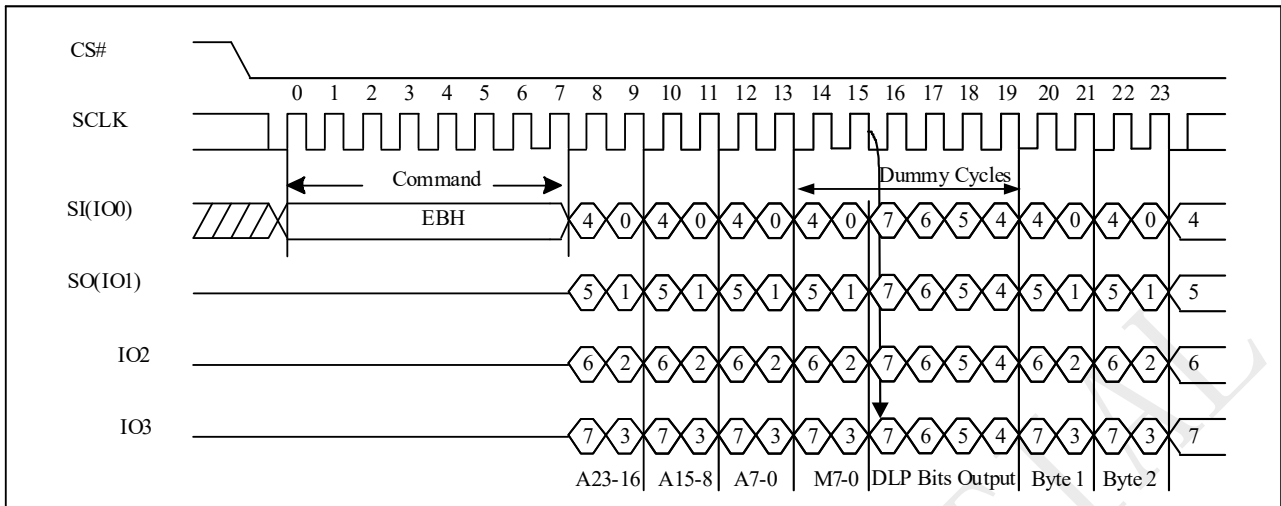 CS#
0 1 2 3 4 5 6 7 8 9 10 11 12 13 14 15 16 17 18 19 20 21 22 23
SCLK
Command Dummy Cycles
SI(IO0) EBH 4 0 4 0 4 0 4 0 7 6 5 4 4 0 4 0 4
SO(IO1) 5 1 5 1 5 1 5 1 7 6 5 4 5 1 5 1 5
IO2 6 2 6 2 6 2 6 2 7 6 5 4 6 2 6 2 6
IO3 7 3 7 3 7 3 7 3 7 6 5 4 7 3 7 3 7
A23-16 A15-8 A7-0 M7-0 DLP Bits Output Byte 1 Byte 2